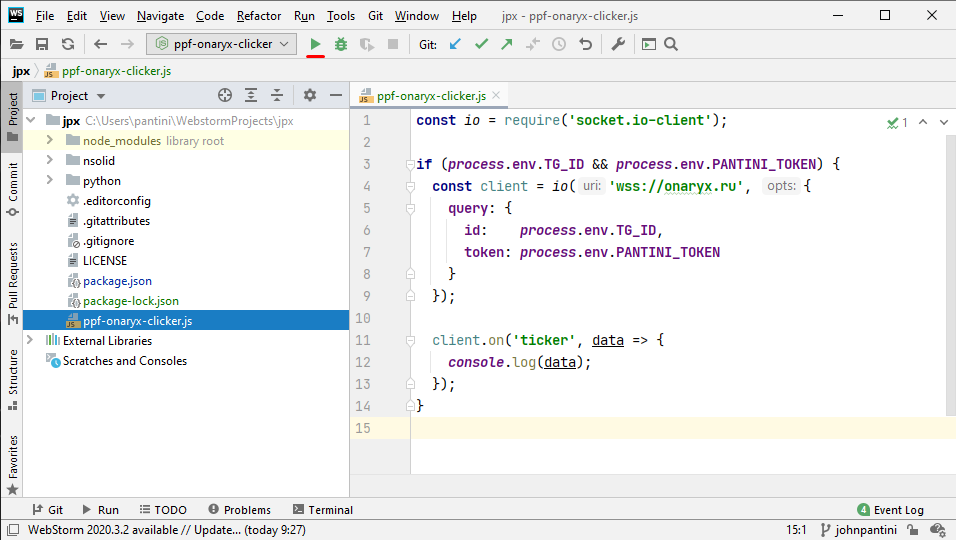 WS File Edit View Navigate Code Refactor Run Tools Git Window Help jpx - ppf-onaryx-clicker.js
ppf-onaryx-clicker Git:
jpx ppf-onaryx-clicker.js
Project
Project
ppf-onaryx-clicker.js
jpx C:\Users\pantini\WebstormProjects\jpx
node_modules library root
nsolid
python
.editorconfig
.gitattributes
.gitignore
LICENSE
package.json
package-lock.json
ppf-onaryx-clicker.js
External Libraries
Scratches and Consoles
Commit
Pull Requests
Structure
Favorites
1 const io = require('socket.io-client');
2
3 if (process.env.TG_ID && process.env.PANTINI_TOKEN) {
4 const client = io( uri: 'wss://onaryx.ru', opts: {
5 query: {
6 id: process.env.TG_ID,
7 token: process.env.PANTINI_TOKEN
8 }
9 });
10
11 client.on('ticker', data => {
12 console.log(data);
13 });
14 }
15
1
Git Run TODO Problems Terminal 4 Event Log
WebStorm 2020.3.2 available // Update... (today 9:27) 15:1 johnpantini